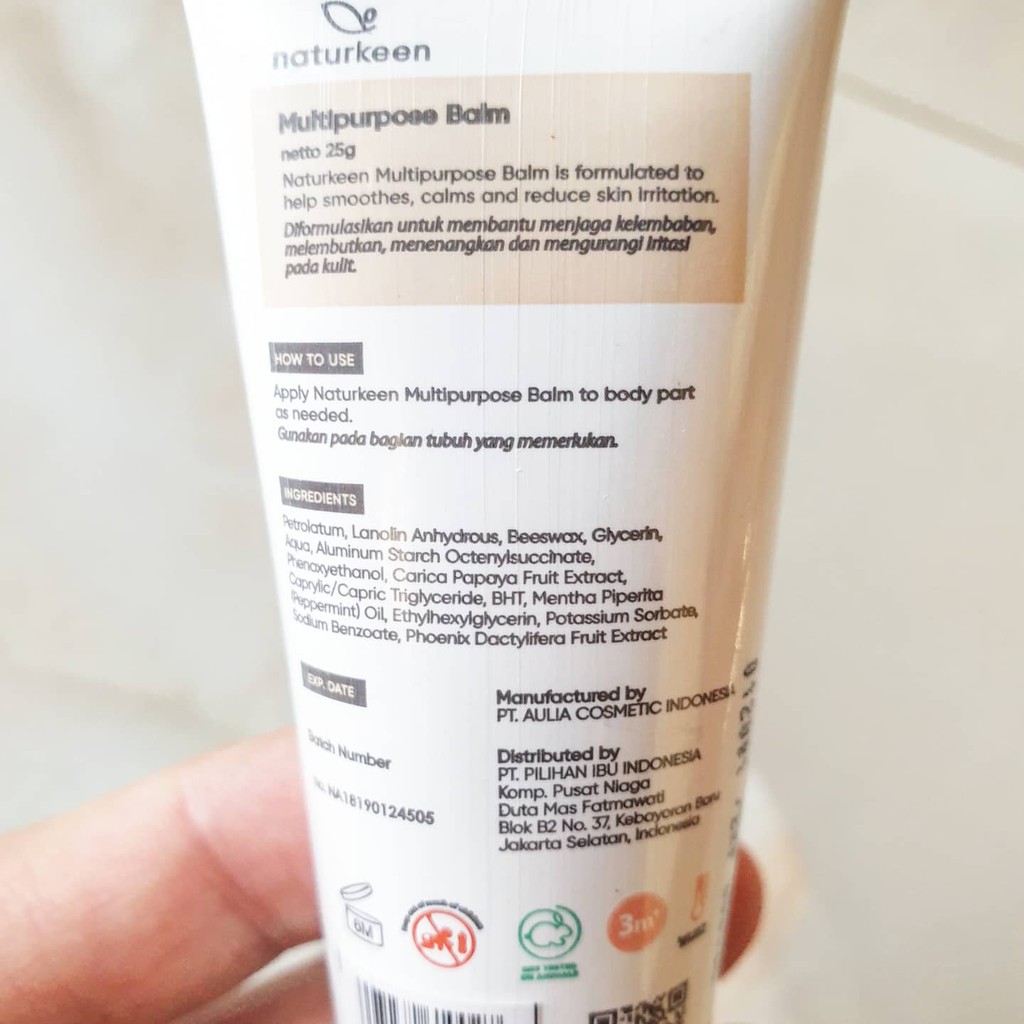 naturkeen
Multipurpose Balm
netto 25g
Naturkeen Multipurpose Balm is formulated to
help smoothes, calms and reduce skin irritation.
Diformulasikan untuk membantu menjaga kelembaban,
melembutkan, menenangkan dan mengurangi iritasi
pada kulit.
HOW TO USE
Apply Naturkeen Multipurpose Balm to body part
as needed.
Gunakan pada bagian tubuh yang memerlukan.
INGREDIENTS
Petrolatum, Lanolin Anhydrous, Beeswax, Glycerin,
Aqua, Aluminum Starch Octenylsuccinate,
Phenoxyethanol, Carica Papaya Fruit Extract,
Caprylic/Capric Triglyceride, BHT, Mentha Piperita
(Peppermint) Oil, Ethylhexylglycerin, Potassium Sorbate,
Sodium Benzoate, Phoenix Dactylifera Fruit Extract
EXP. DATE
Batch Number
NA18190124505
Manufactured by
PT. AULIA COSMETIC INDONESIA
Distributed by
PT. PILIHAN IBU INDONESIA
Komp. Pusat Niaga
Duta Mas Fatmawati
Blok B2 No. 37, Kebayoran Baru
Jakarta Selatan, Indonesia
6M
NOT TESTED
ON ANIMALS
3m+